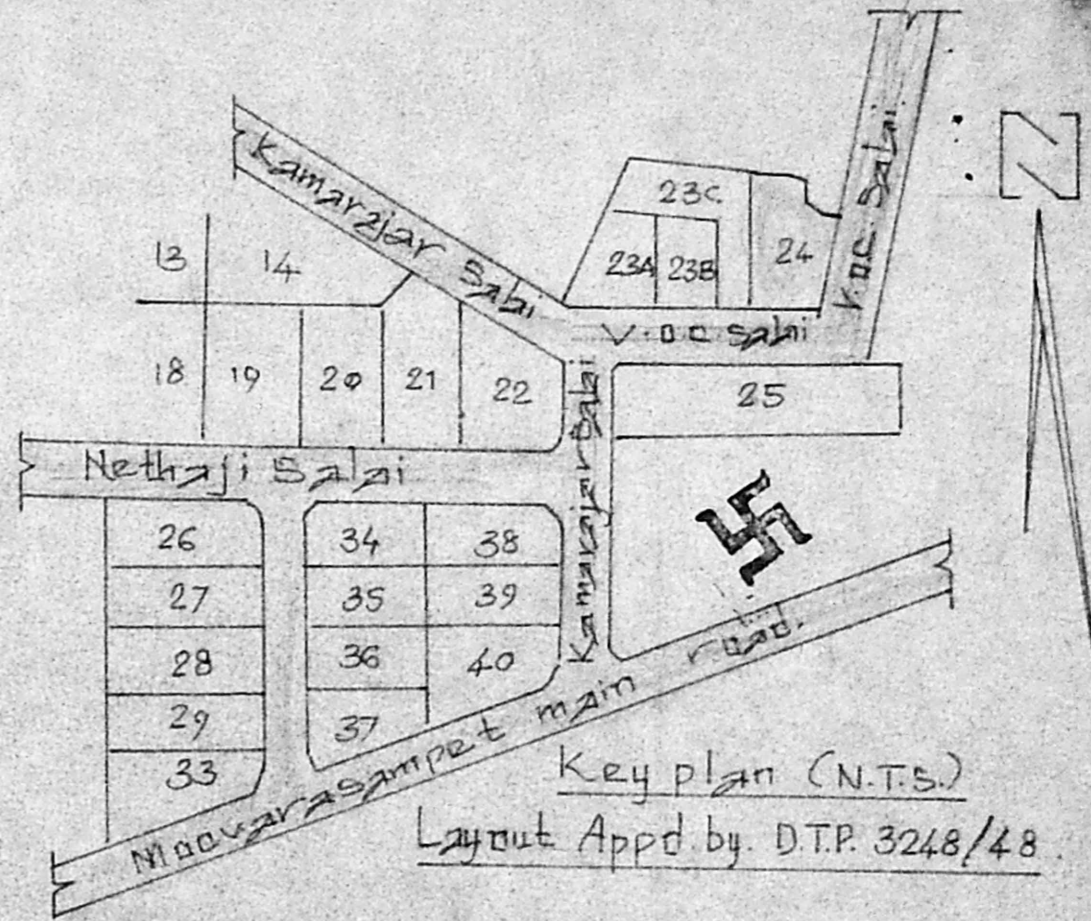 Kamarajar Salai
23C
23A 23B 24
V.O.C. Salai
13 14
V.O.C Salai
18 19 20 21 22
Kamarajar Salai
25
Nethaji Salai
26 34 38
27 35 39
28 36 40
29 37
33
Moovarasampet main road.
Key plan (N.T.S.)
Layout Appd. by. D.T.P. 3248/48
N